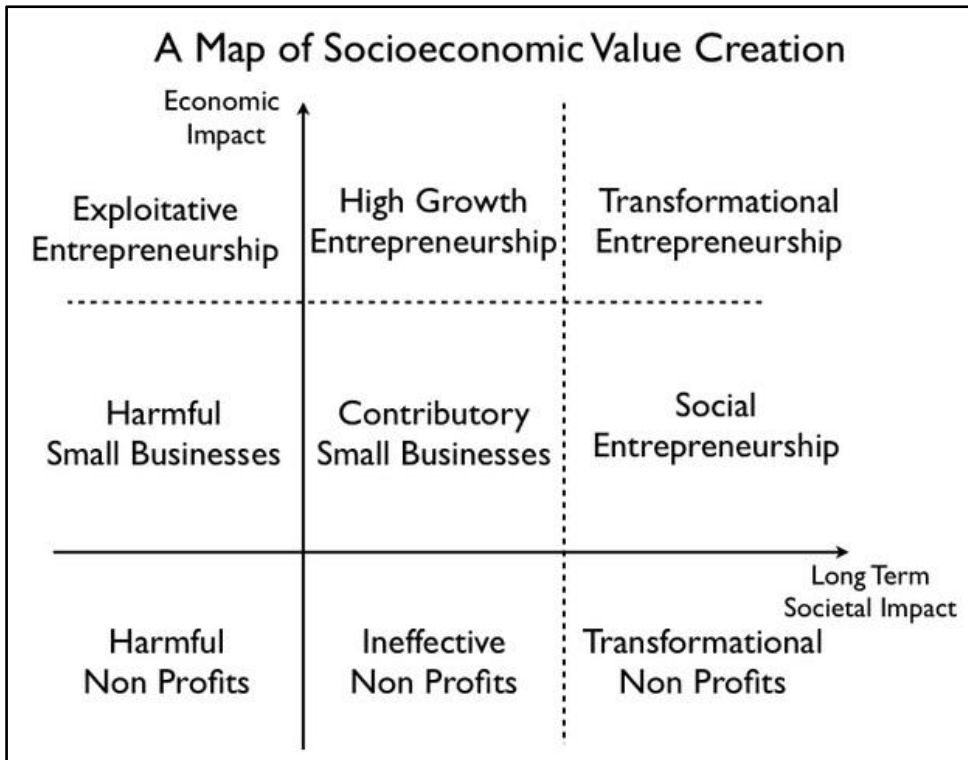 A Map of Socioeconomic Value Creation
Economic
Impact
Exploitative
Entrepreneurship
High Growth
Entrepreneurship
Transformational
Entrepreneurship
Harmful
Small Businesses
Contributory
Small Businesses
Social
Entrepreneurship
Long Term
Societal Impact
Harmful
Non Profits
Ineffective
Non Profits
Transformational
Non Profits